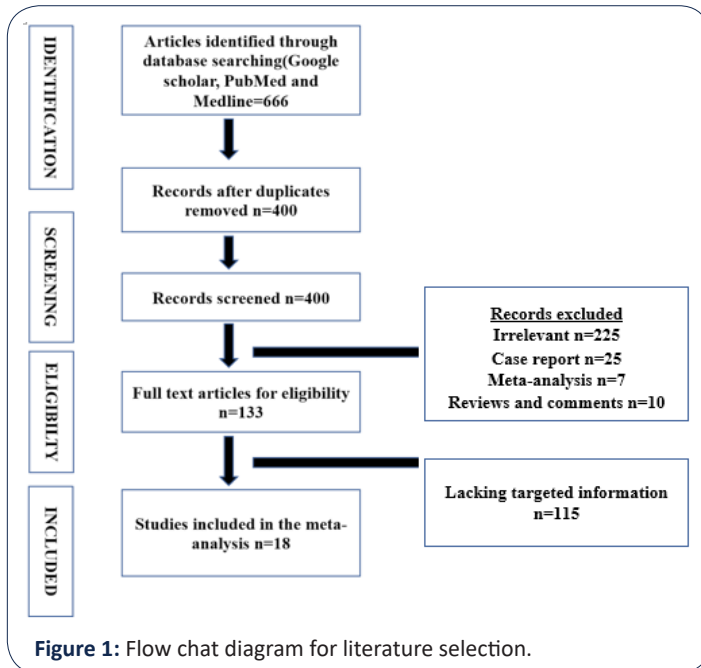 IDENTIFICATION
Articles identified through
database searching(Google
scholar, PubMed and
Medline=666
Records after duplicates
removed n=400
SCREENING
Records screened n=400
Records excluded
Irrelevant n=225
Case report n=25
Meta-analysis n=7
Reviews and comments n=10
ELIGIBILTY
Full text articles for eligibility
n=133
Lacking targeted information
n=115
INCLUDED
Studies included in the meta-
analysis n=18
Figure 1: Flow chat diagram for literature selection.